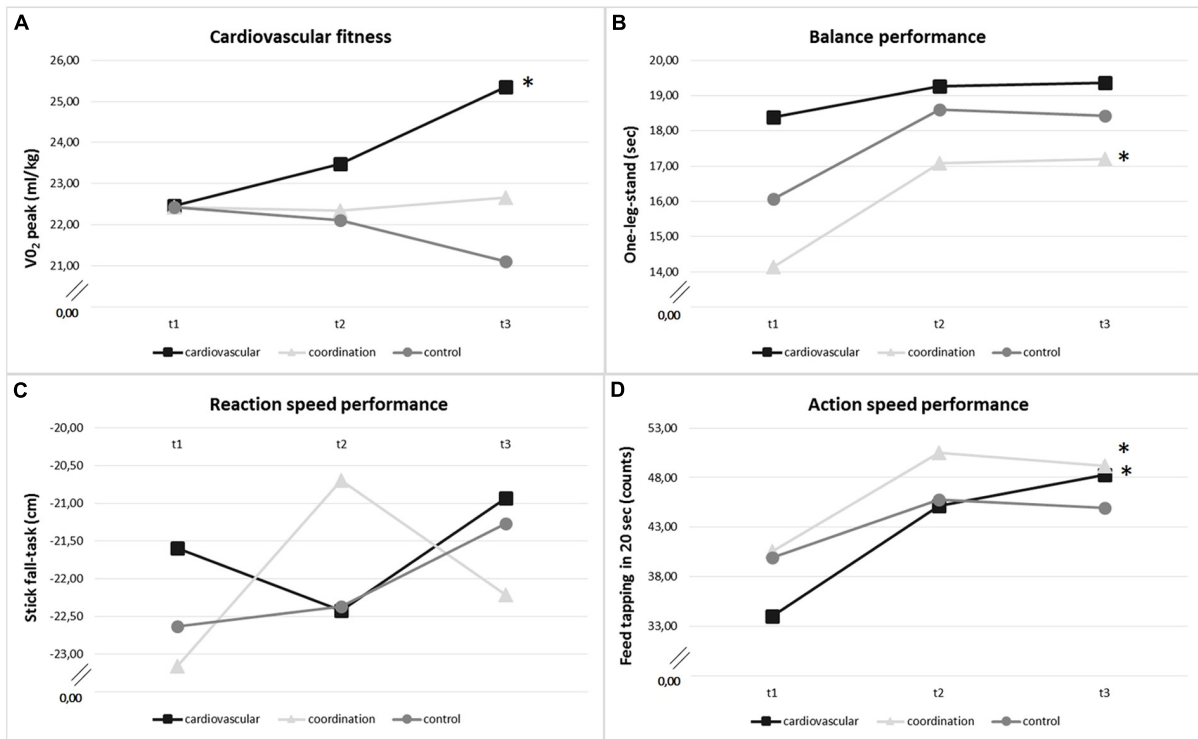 A
Cardiovascular fitness
V0₂ peak (ml/kg)
26,00
25,00
24,00
23,00
22,00
21,00
0,00
t1 t2 t3
cardiovascular coordination control
B
Balance performance
One-leg-stand (sec)
20,00
19,00
18,00
17,00
16,00
15,00
14,00
0,00
t1 t2 t3
cardiovascular coordination control
*
*
C
Reaction speed performance
Stick fall-task (cm)
-20,00
t1 t2 t3
-20,50
-21,00
-21,50
-22,00
-22,50
-23,00
0,00
cardiovascular coordination control
D
Action speed performance
Feed tapping in 20 sec (counts)
53,00
48,00
43,00
38,00
33,00
0,00
t1 t2 t3
cardiovascular coordination control
*
*